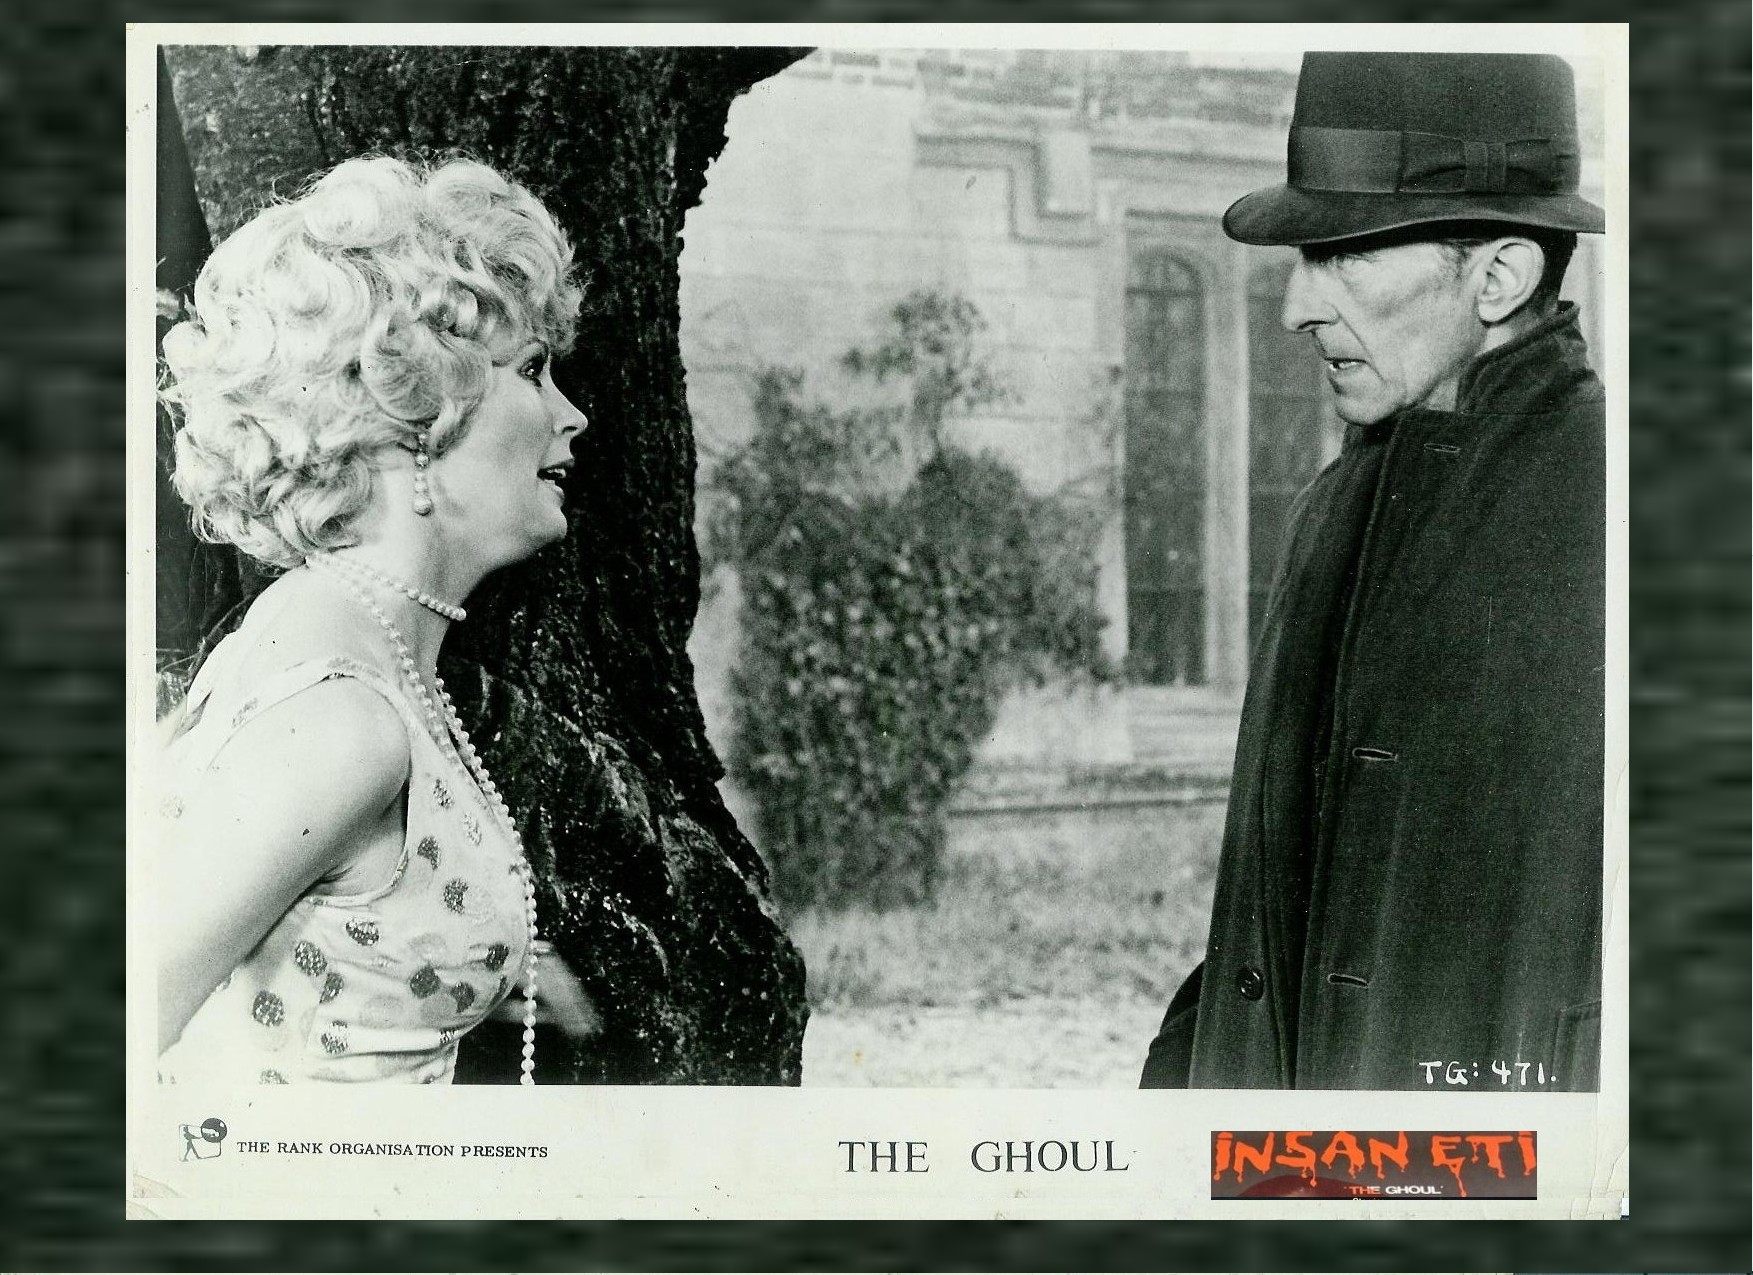 TG: 471.
THE RANK ORGANISATION PRESENTS
THE GHOUL
İNSAN ETİ
'THE GHOUL'